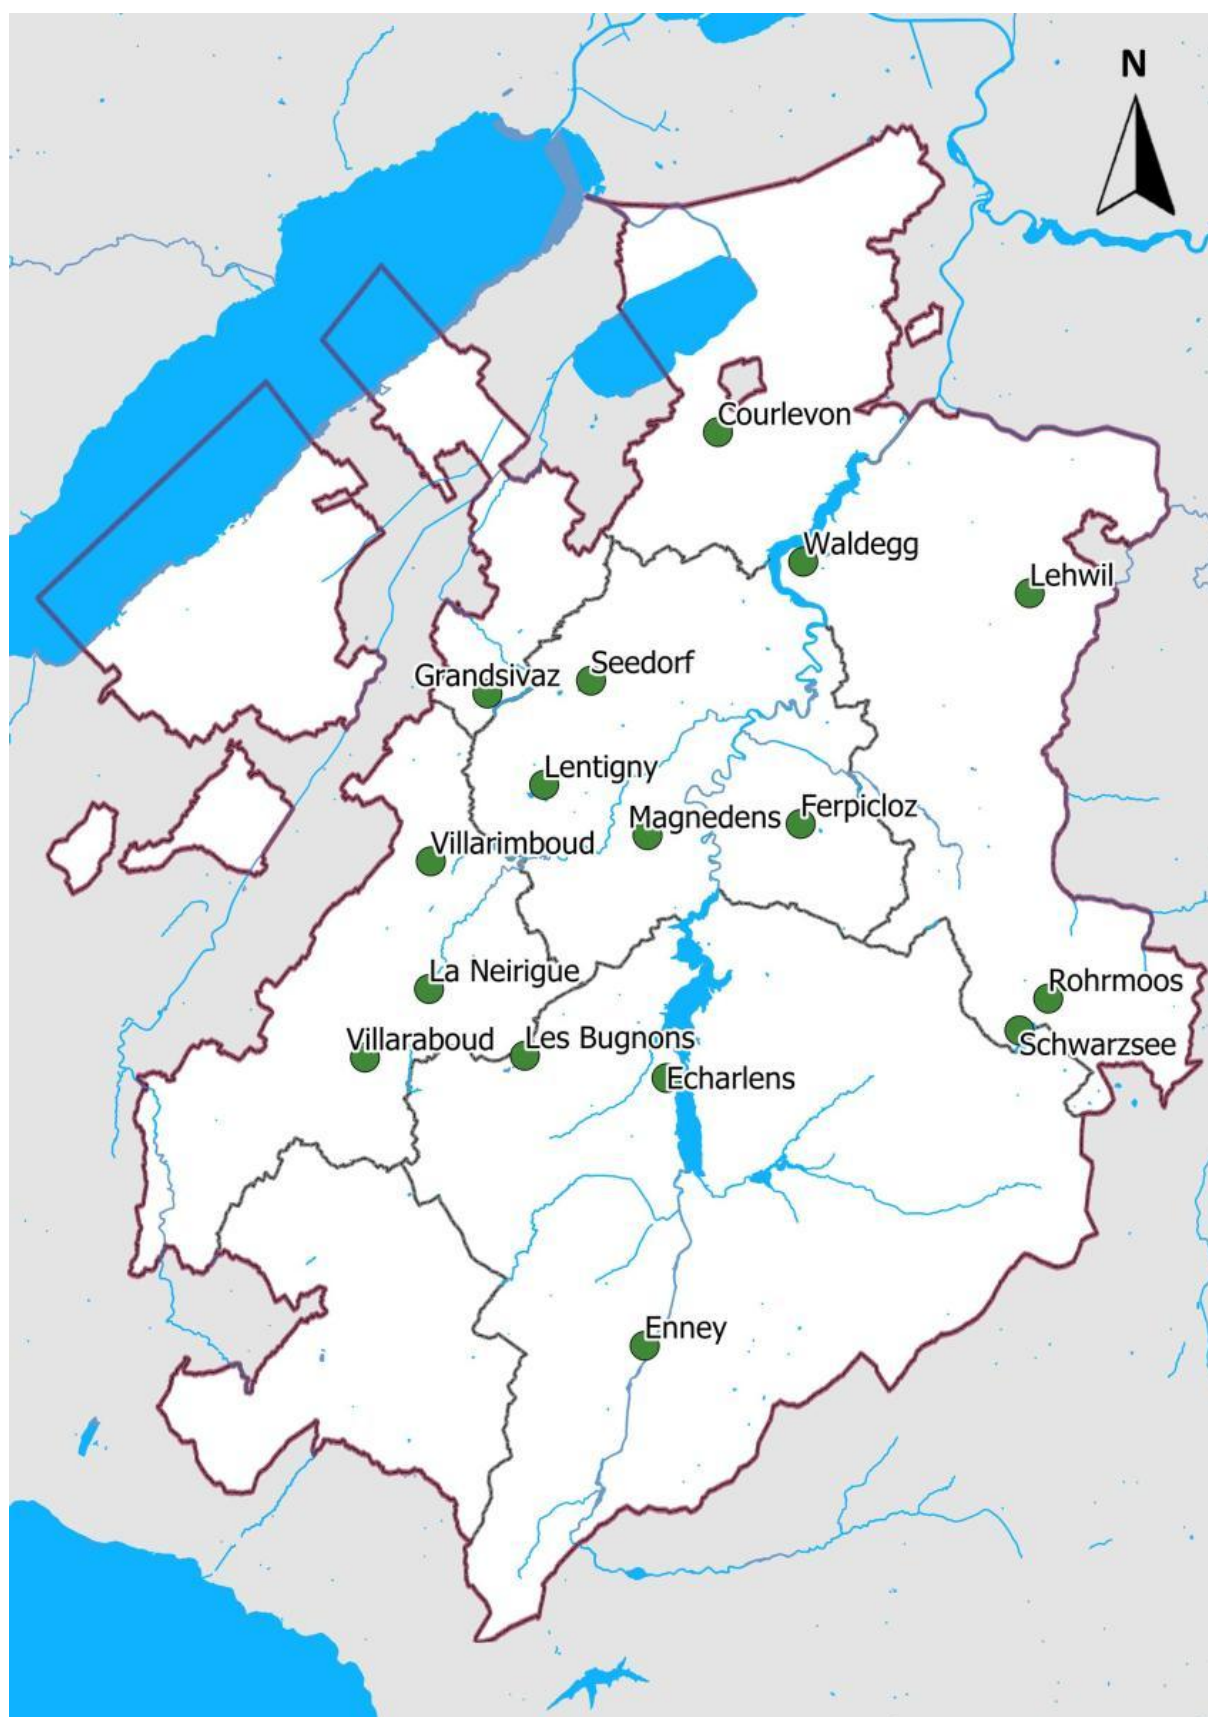 N
Courlevon
Waldegg
Lehwil
Seedorf
Grandsivaz
Lentigny
Ferpicloz
Magnedens
Villarimboud
La Neirigue
Rohrmoos
Les Bugnons
Villaraboud
Schwarzsee
Echarlens
Enney